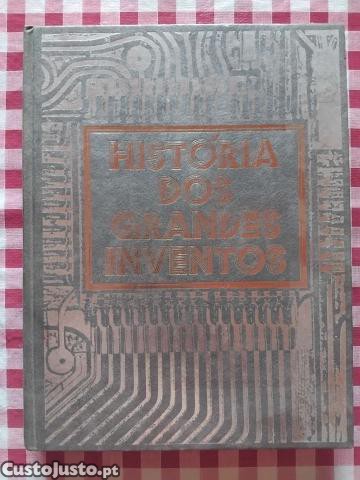 HISTÓRIA
DOS
GRANDES
INVENTOS
CustoJusto.pt